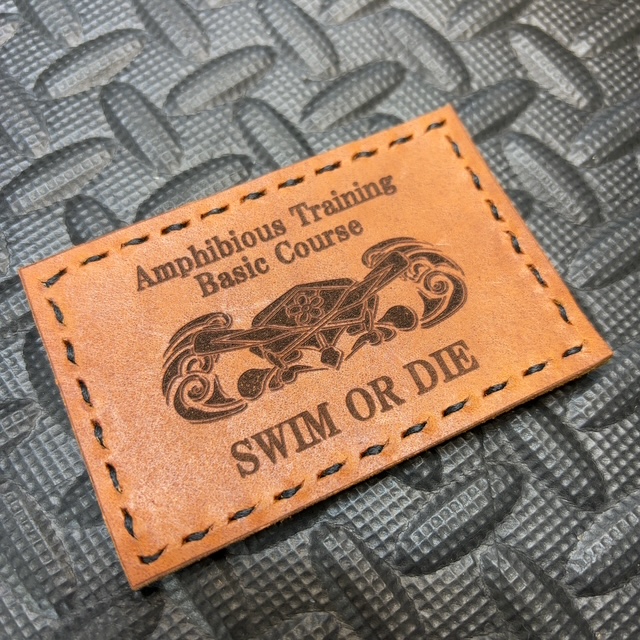 Amphibious Training
Basic Course
SWIM OR DIE